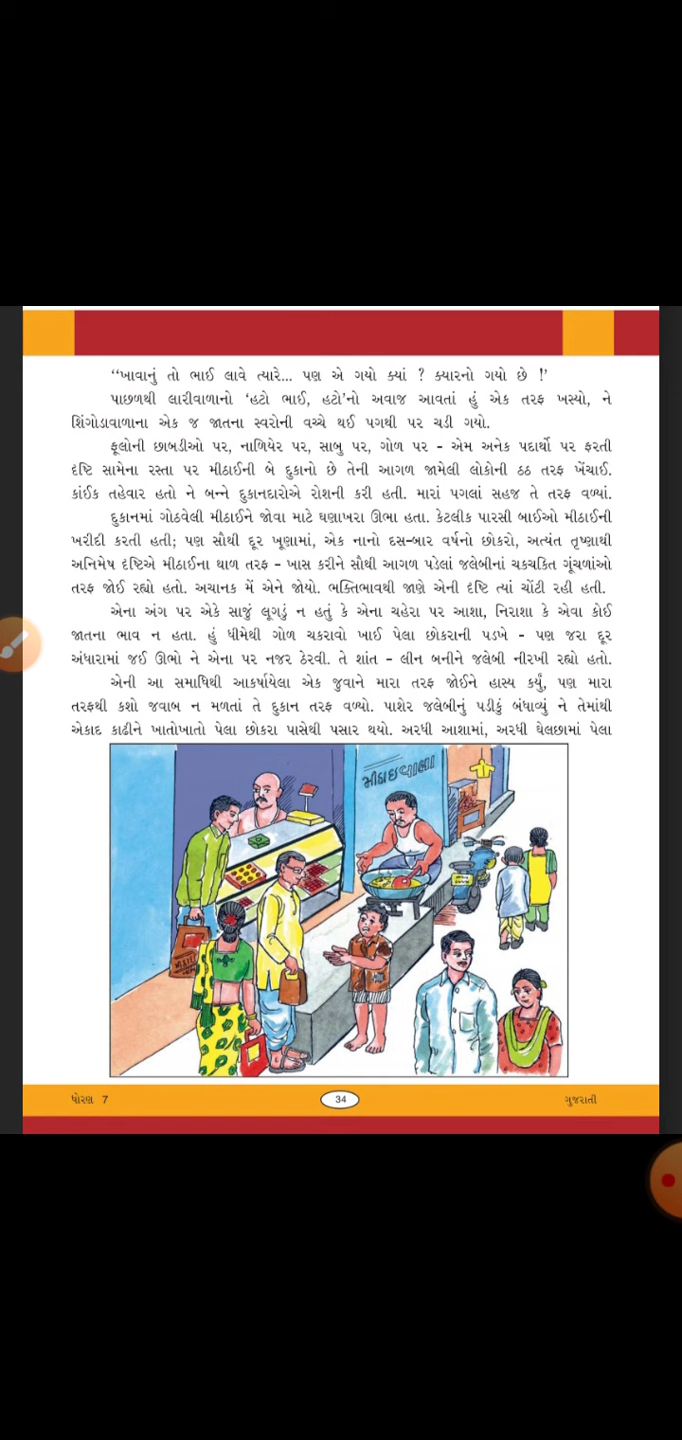 ‘‘ખાવાનું તો ભાઈ લાવે ત્યારે... પણ એ ગયો ક્યાં ? ક્યારનો ગયો છે !’
પાછળથી લારીવાળાનો ‘હટો ભાઈ, હટો’નો અવાજ આવતાં હું એક તરફ ખસ્યો, ને
શિંગોડાવાળાના એક જ જાતના સ્વરોની વચ્ચે થઈ પગથી પર ચડી ગયો.
ફૂલોની છાબડીઓ પર, નાળિયેર પર, સાબુ પર, ગોળ પર - એમ અનેક પદાર્થો પર ફરતી
દૃષ્ટિ સામેના રસ્તા પર મીઠાઈની બે દુકાનો છે તેની આગળ જામેલી લોકોની ઠઠ તરફ ખેંચાઈ.
કાંઈક તહેવાર હતો ને બન્ને દુકાનદારોએ રોશની કરી હતી. મારાં પગલાં સહજ તે તરફ વળ્યાં.
દુકાનમાં ગોઠવેલી મીઠાઈને જોવા માટે ઘણાખરા ઊભા હતા. કેટલીક પારસી બાઈઓ મીઠાઈની
ખરીદી કરતી હતી; પણ સૌથી દૂર ખૂણામાં, એક નાનો દસ-બાર વર્ષનો છોકરો, અત્યંત તૃષ્ણાથી
અનિમેષ દૃષ્ટિએ મીઠાઈના થાળ તરફ - ખાસ કરીને સૌથી આગળ પડેલાં જલેબીનાં ચકચકિત ગૂંચળાંઓ
તરફ જોઈ રહ્યો હતો. અચાનક મેં એને જોયો. ભક્તિભાવથી જાણે એની દૃષ્ટિ ત્યાં ચોંટી રહી હતી.
એના અંગ પર એકે સાજું લૂગડું ન હતું કે એના ચહેરા પર આશા, નિરાશા કે એવા કોઈ
જાતના ભાવ ન હતા. હું ધીમેથી ગોળ ચકરાવો ખાઈ પેલા છોકરાની પડખે - પણ જરા દૂર
અંધારામાં જઈ ઊભો ને એના પર નજર ઠેરવી. તે શાંત - લીન બનીને જલેબી નીરખી રહ્યો હતો.
એની આ સમાધિથી આકર્ષાયેલા એક જુવાને મારા તરફ જોઈને હાસ્ય કર્યું, પણ મારા
તરફથી કશો જવાબ ન મળતાં તે દુકાન તરફ વળ્યો. પાશેર જલેબીનું પડીકું બંધાવ્યું ને તેમાંથી
એકાદ કાઢીને ખાતોખાતો પેલા છોકરા પાસેથી પસાર થયો. અરધી આશામાં, અરધી ઘેલછામાં પેલા
મીઠાઇવાલા
ધોરણ 7
34
ગુજરાતી